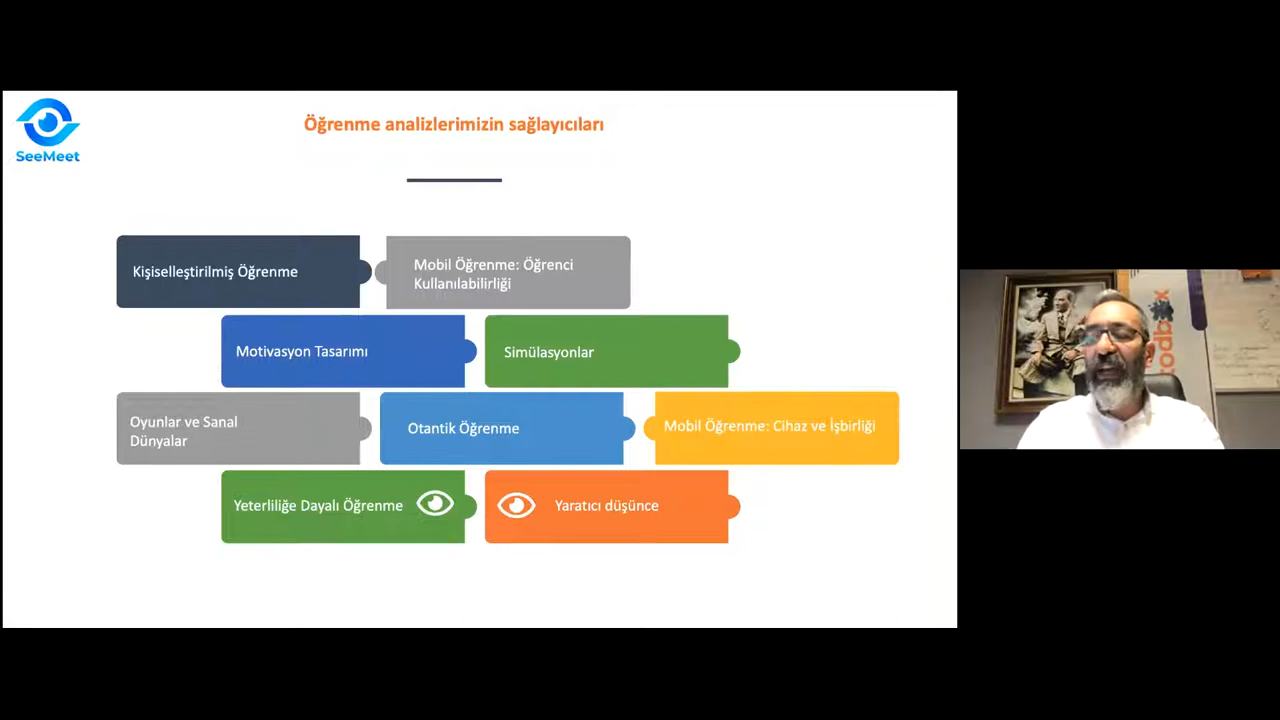 SeeMeet
Öğrenme analizlerimizin sağlayıcıları
Kişiselleştirilmiş Öğrenme
Mobil Öğrenme: Öğrenci
Kullanılabilirliği
Motivasyon Tasarımı
Simülasyonlar
Oyunlar ve Sanal
Dünyalar
Otantik Öğrenme
Mobil Öğrenme: Cihaz ve İşbirliği
Yeterliliğe Dayalı Öğrenme
Yaratıcı düşünce